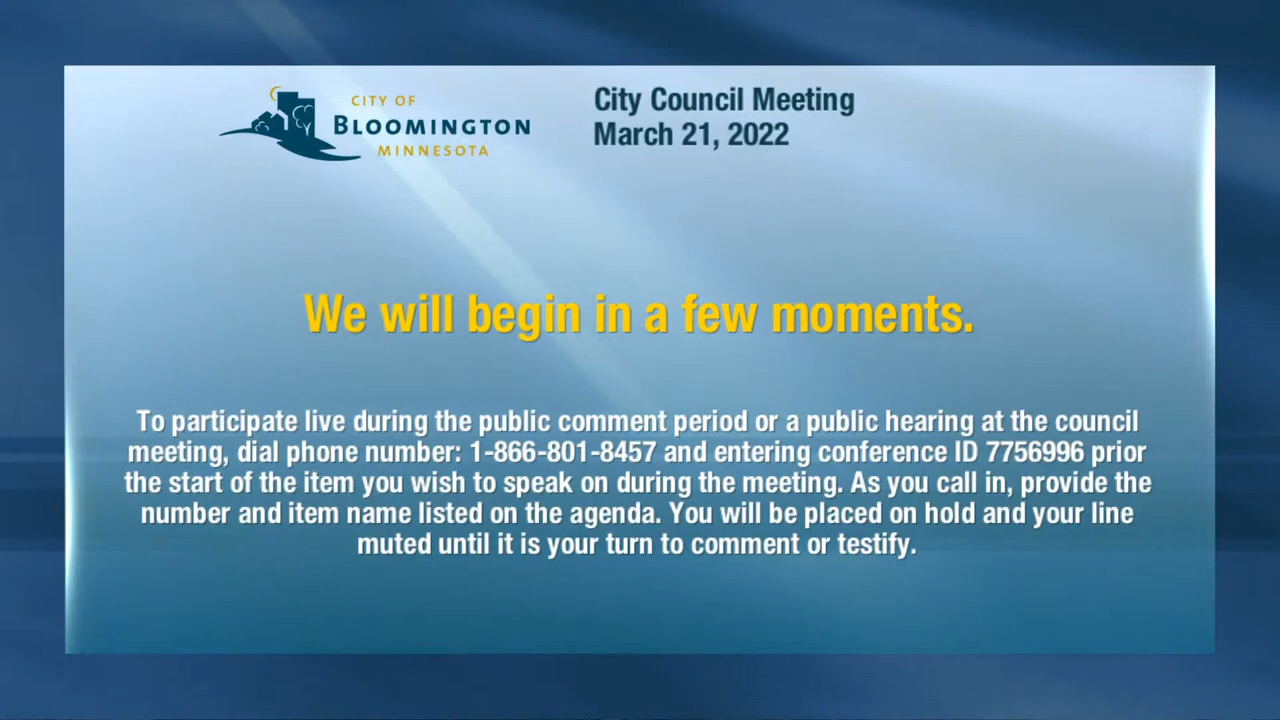 CITY OF
BLOOMINGTON
MINNESOTA
City Council Meeting
March 21, 2022
We will begin in a few moments.
To participate live during the public comment period or a public hearing at the council
meeting, dial phone number: 1-866-801-8457 and entering conference ID 7756996 prior
the start of the item you wish to speak on during the meeting. As you call in, provide the
number and item name listed on the agenda. You will be placed on hold and your line
muted until it is your turn to comment or testify.